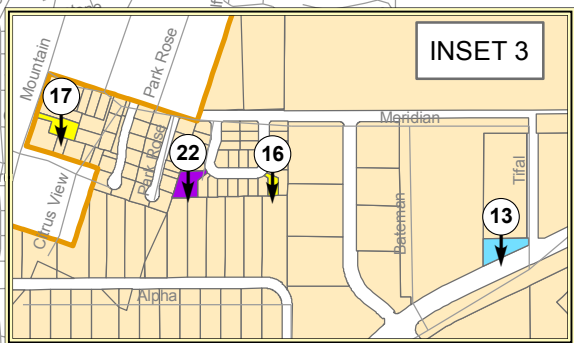 INSET 3
Mountain
Park Rose
17
Meridian
Park Rose
22
16
Tifal
Citrus View
Bateman
13
Alpha